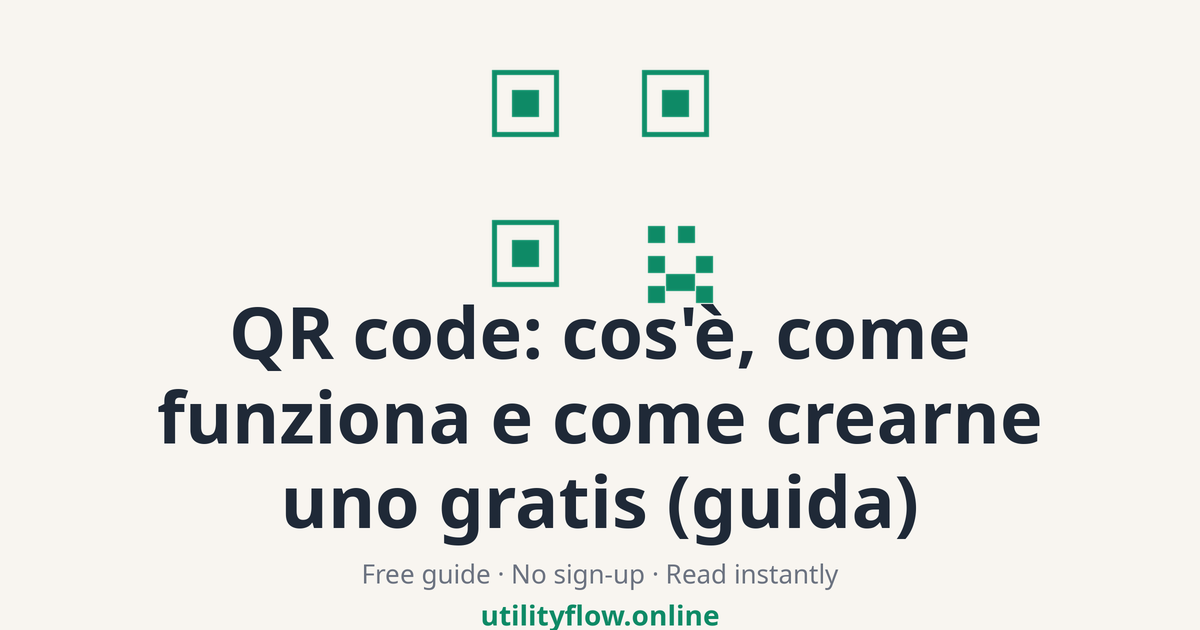 QR code: cos'è, come
funziona e come crearne
uno gratis (guida)
Free guide · No sign-up · Read instantly
utilityflow.online